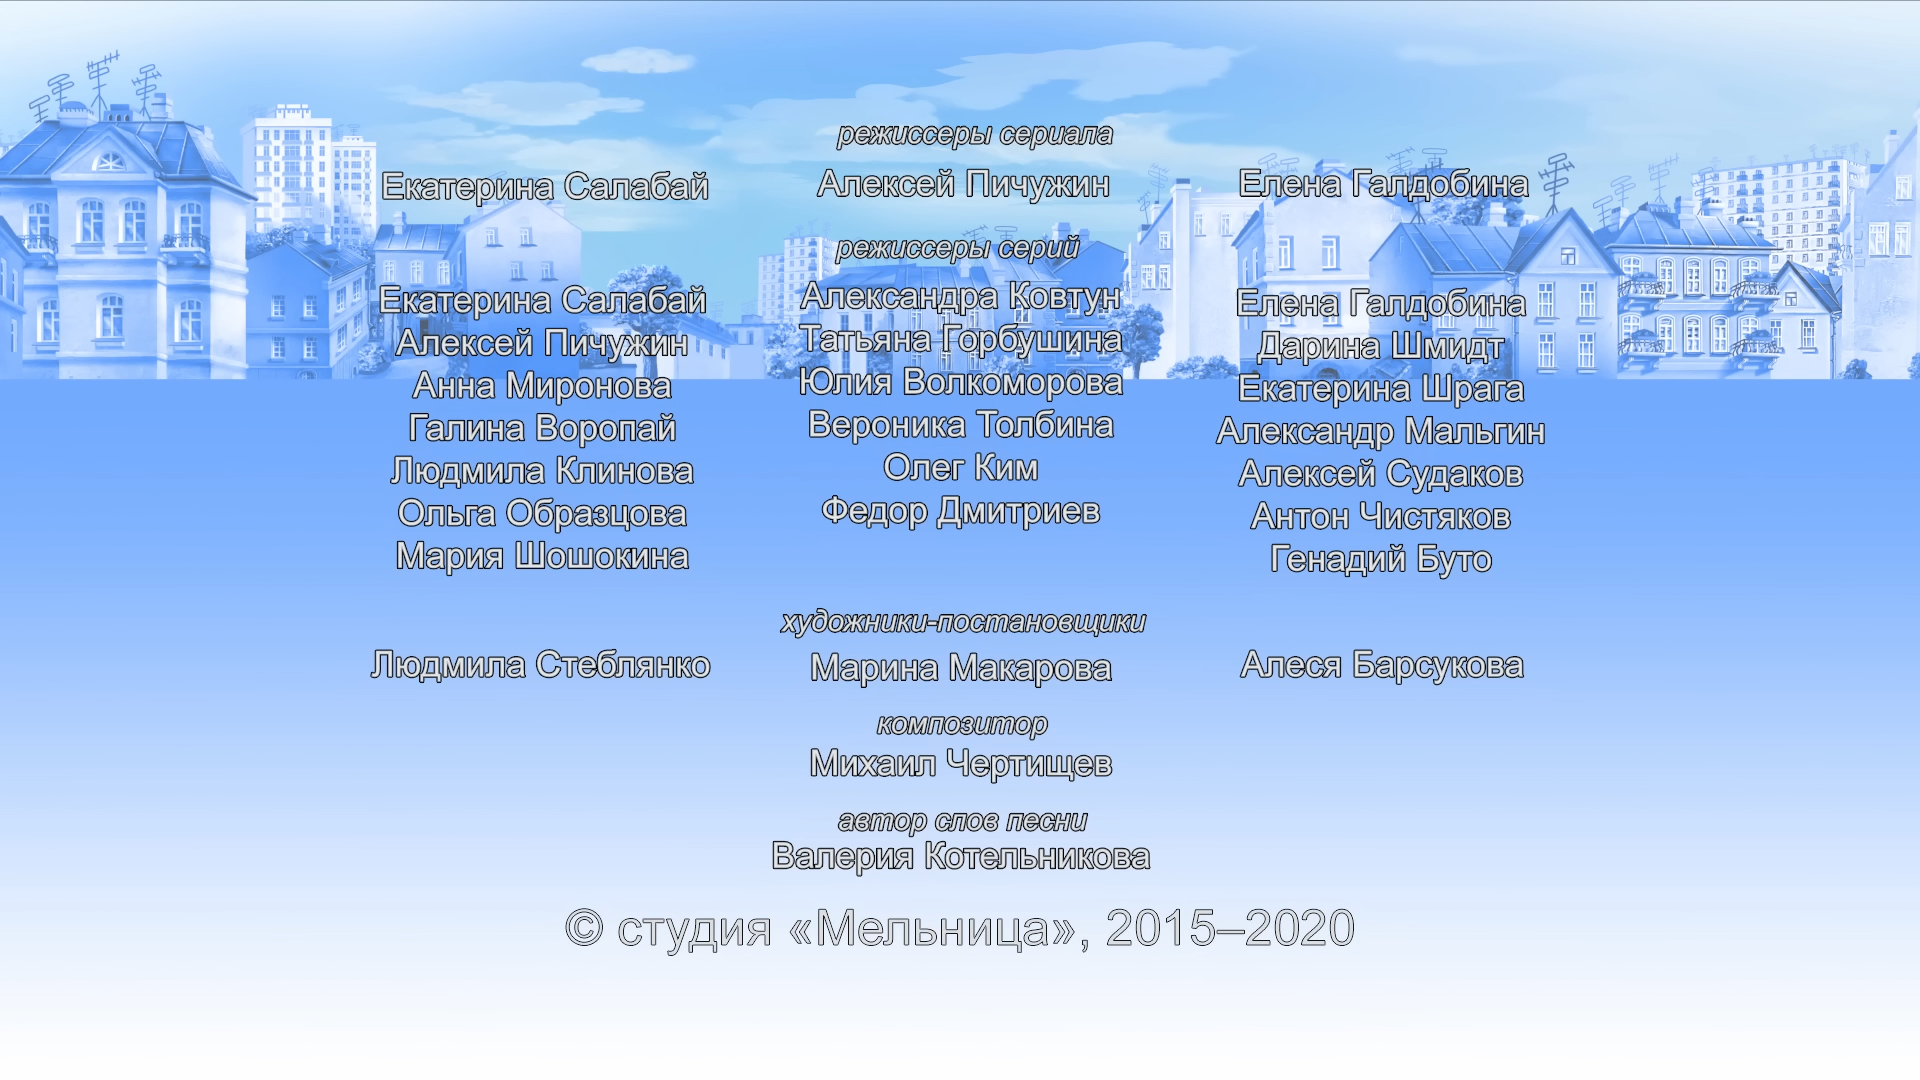 режиссеры сериала
Екатерина Салабай Алексей Пичужин Елена Галдобина
режиссеры серий
Екатерина Салабай Александра Ковтун Елена Галдобина
Алексей Пичужин Татьяна Горбушина Дарина Шмидт
Анна Миронова Юлия Волкоморова Екатерина Шрага
Галина Воропай Вероника Толбина Александр Мальгин
Людмила Клинова Олег Ким Алексей Судаков
Ольга Образцова Федор Дмитриев Антон Чистяков
Мария Шошокина Генадий Буто
художники-постановщики
Людмила Стеблянко Марина Макарова Алеся Барсукова
композитор
Михаил Чертищев
автор слов песни
Валерия Котельникова
© студия «Мельница», 2015–2020